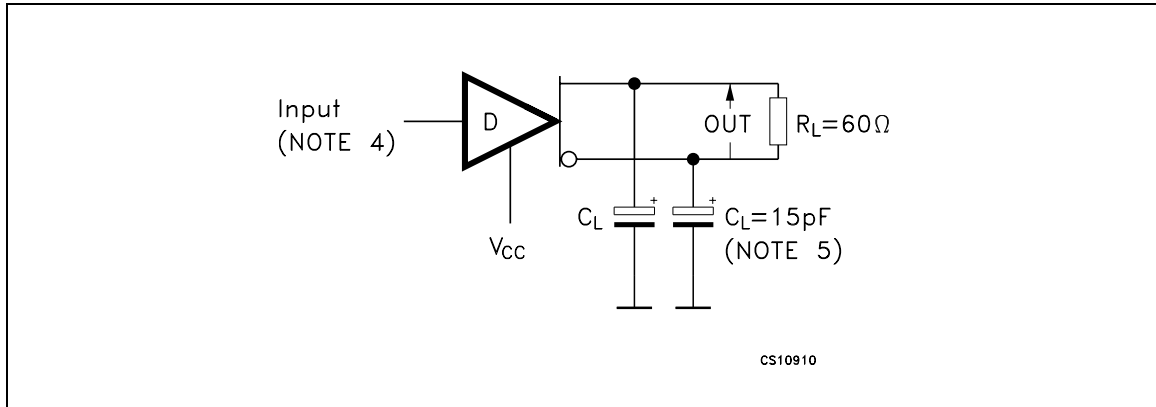 Input
(NOTE 4)
D
OUT
R_L=60Ω
+
+
C_L
C_L=15pF
(NOTE 5)
V_CC
CS10910